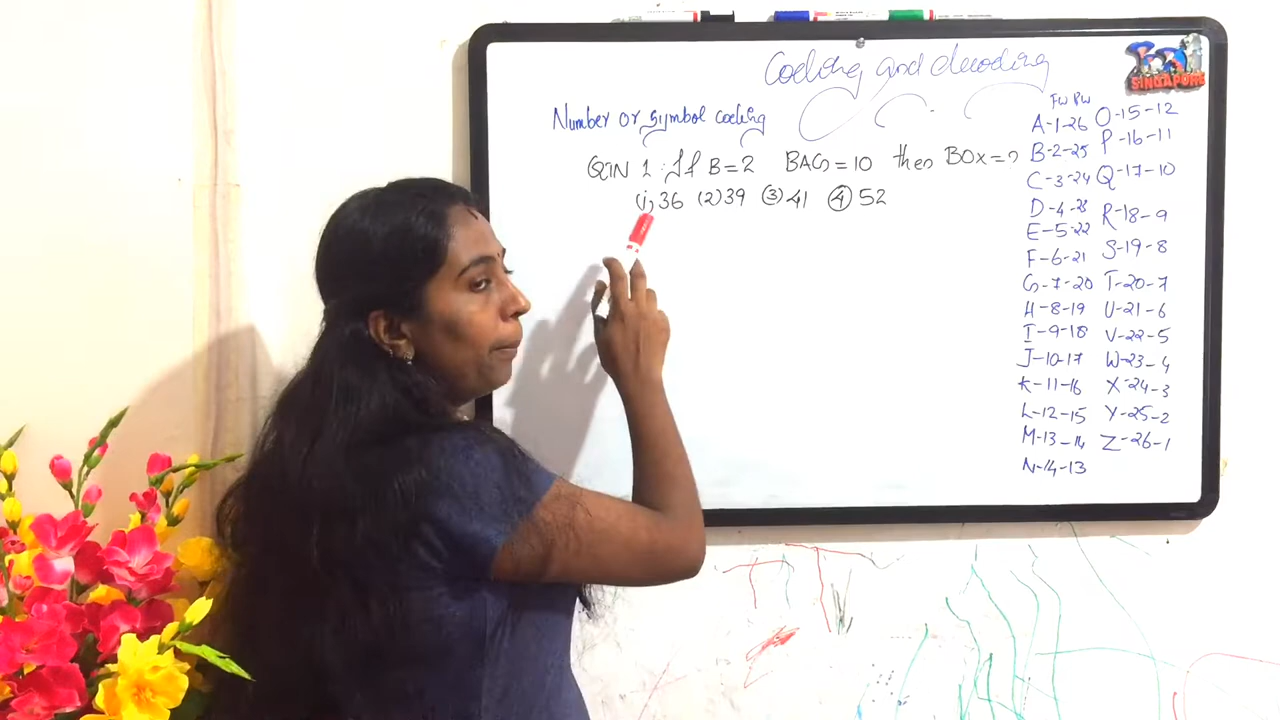 Coding and decoding
SINGAPORE
Number or symbol coding
QTN 1: If B=2 BAG=10 then BOX=?
(1) 36 (2) 39 (3) 41 (4) 52
FW BW
A-1-26
B-2-25
C-3-24
D-4-23
E-5-22
F-6-21
G-7-20
H-8-19
I-9-18
J-10-17
K-11-16
L-12-15
M-13-14
N-14-13
O-15-12
P-16-11
Q-17-10
R-18-9
S-19-8
T-20-7
U-21-6
V-22-5
W-23-4
X-24-3
Y-25-2
Z-26-1